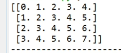 [[0. 1. 2. 3. 4.]
 [1. 2. 3. 4. 5.]
 [2. 3. 4. 5. 6.]
 [3. 4. 5. 6. 7.]]
--------------------